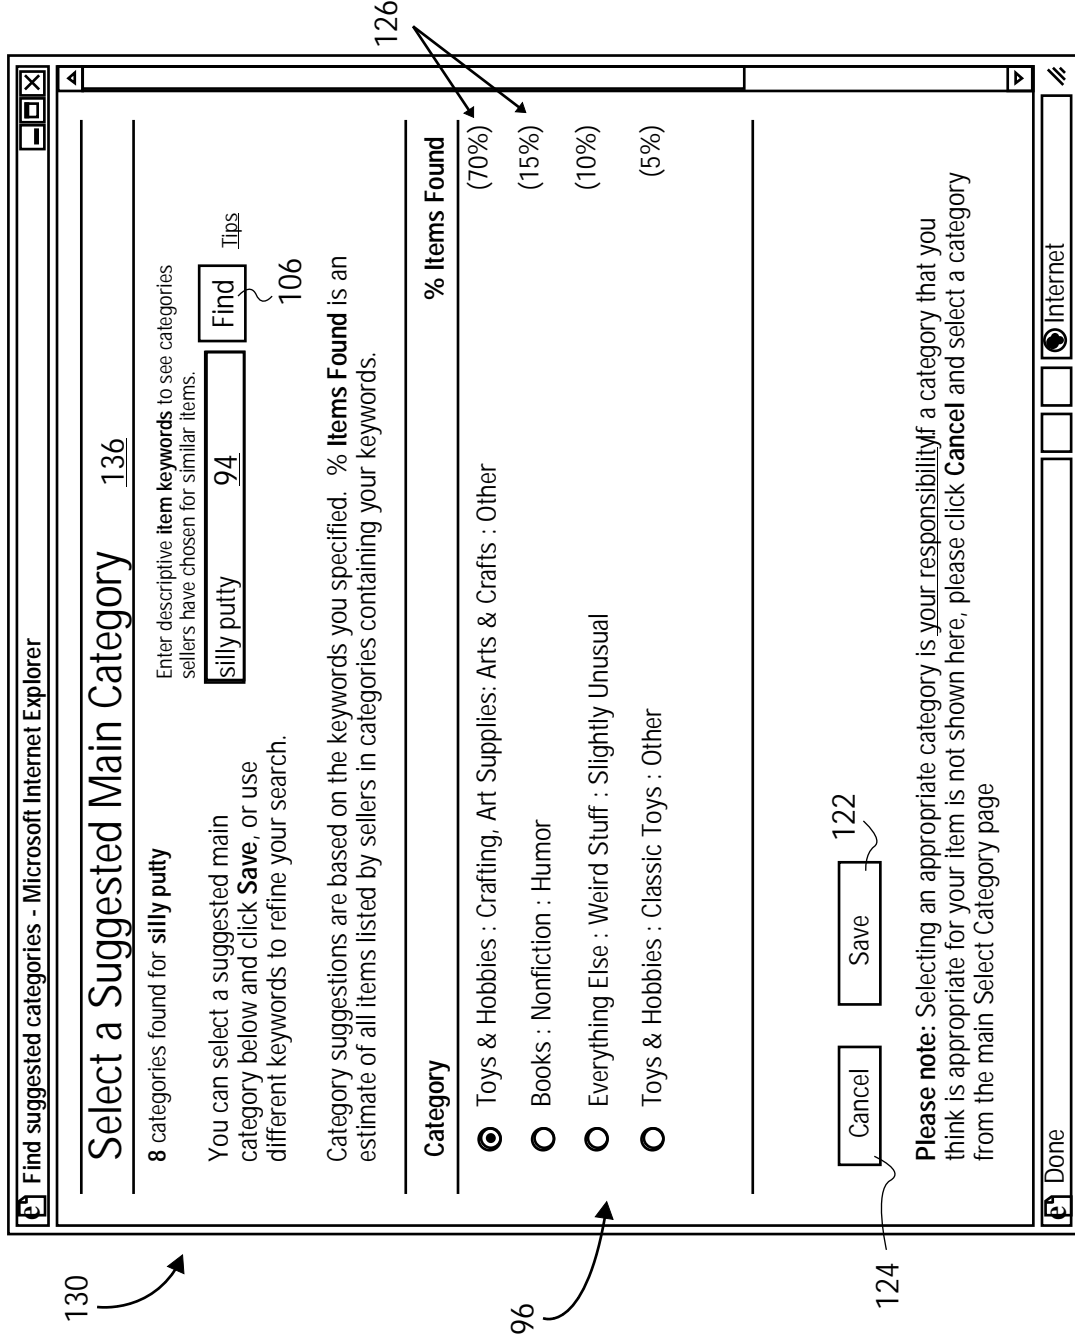 130
Find suggested categories - Microsoft Internet Explorer
Select a Suggested Main Category 136
8 categories found for silly putty
Enter descriptive item keywords to see categories
sellers have chosen for similar items.
You can select a suggested main
category below and click Save, or use
different keywords to refine your search.
silly putty 94 Find Tips
106
Category suggestions are based on the keywords you specified. % Items Found is an
estimate of all items listed by sellers in categories containing your keywords.
126
Category % Items Found
Toys & Hobbies : Crafting, Art Supplies: Arts & Crafts : Other (70%)
Books : Nonfiction : Humor (15%)
Everything Else : Weird Stuff : Slightly Unusual (10%)
Toys & Hobbies : Classic Toys : Other (5%)
96
Cancel Save 122
124
Please note: Selecting an appropriate category is your responsibility.If a category that you
think is appropriate for your item is not shown here, please click Cancel and select a category
from the main Select Category page
Done Internet